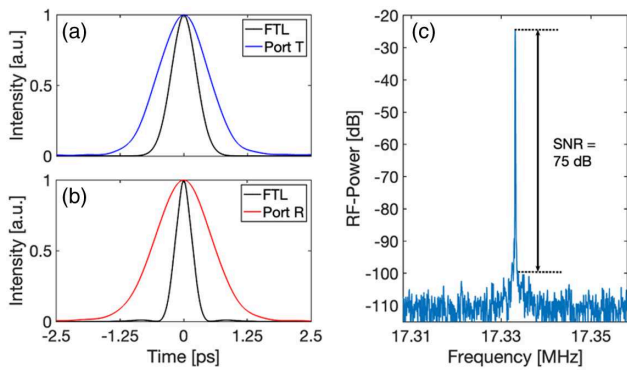 (a)
FTL
Port T
Intensity [a.u.]
1
0.5
0
(b)
FTL
Port R
Intensity [a.u.]
1
0.5
0
-2.5 -1.25 0 1.25 2.5
Time [ps]
(c)
RF-Power [dB]
-20
-30
-40
-50
-60
-70
-80
-90
-100
-110
SNR =
75 dB
17.31 17.33 17.35
Frequency [MHz]